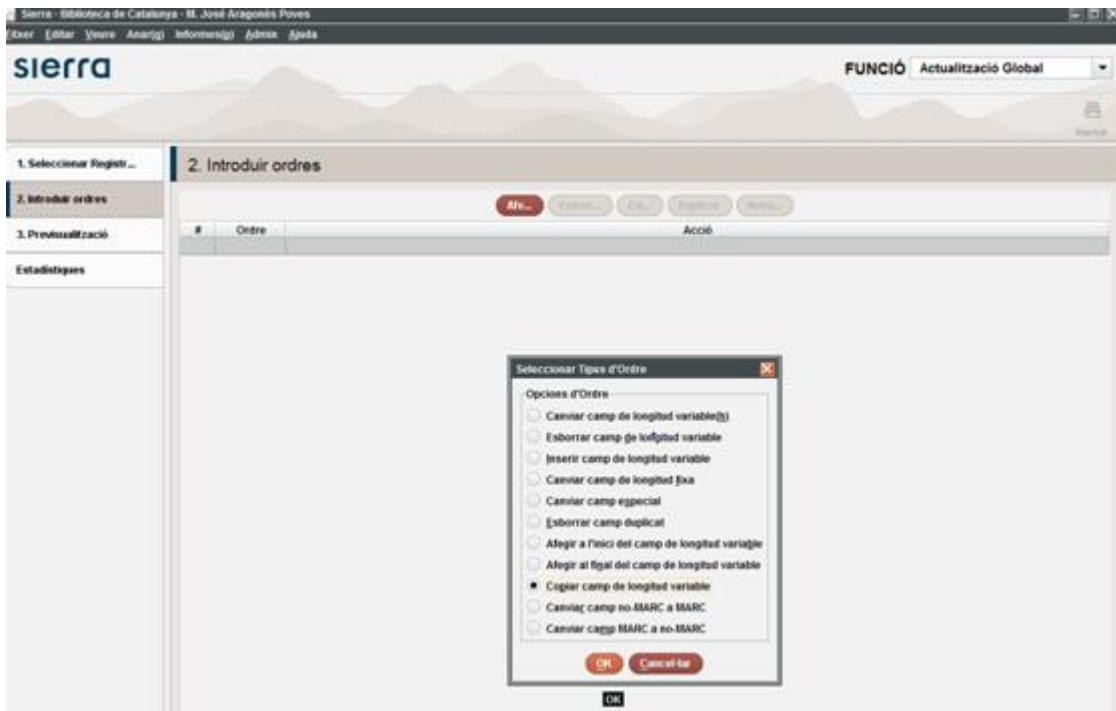 Sierra - Biblioteca de Catalunya - M. José Aragonés Poves
Editar Veure Anar(g) Informes(g) Admin Ajuda
sierra
FUNCIÓ Actualització Global
1. Seleccionar Registr...
2. Introduir ordres
2. Introduir ordres
Afe...
3. Previsualització
# Ordre Acció
Estadístiques
Seleccionar Tipus d'Ordre
Opcions d'Ordre
Canviar camp de longitud variable(h)
Esborrar camp de longitud variable
Inserir camp de longitud variable
Canviar camp de longitud fixa
Canviar camp especial
Esborrar camp duplicat
Afegir a l'inici del camp de longitud variable
Afegir al final del camp de longitud variable
Copiar camp de longitud variable
Canviar camp no-MARC a MARC
Canviar camp MARC a no-MARC
OK Cancel·lar
OK